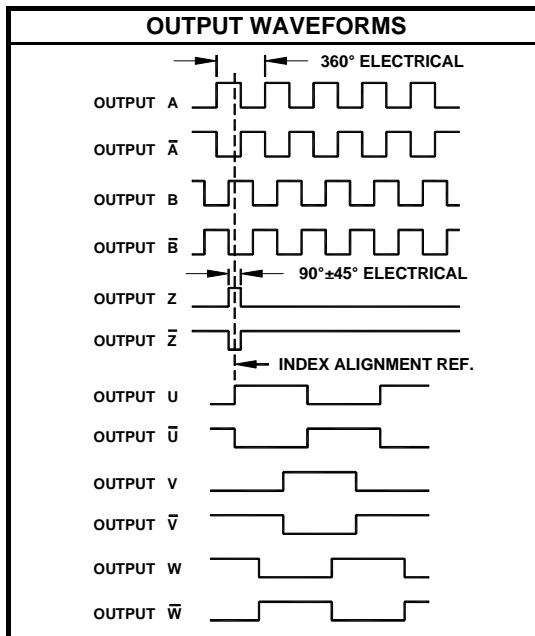 OUTPUT WAVEFORMS
360° ELECTRICAL
OUTPUT A
OUTPUT A̅
OUTPUT B
OUTPUT B̅
90°±45° ELECTRICAL
OUTPUT Z
OUTPUT Z̅
INDEX ALIGNMENT REF.
OUTPUT U
OUTPUT U̅
OUTPUT V
OUTPUT V̅
OUTPUT W
OUTPUT W̅